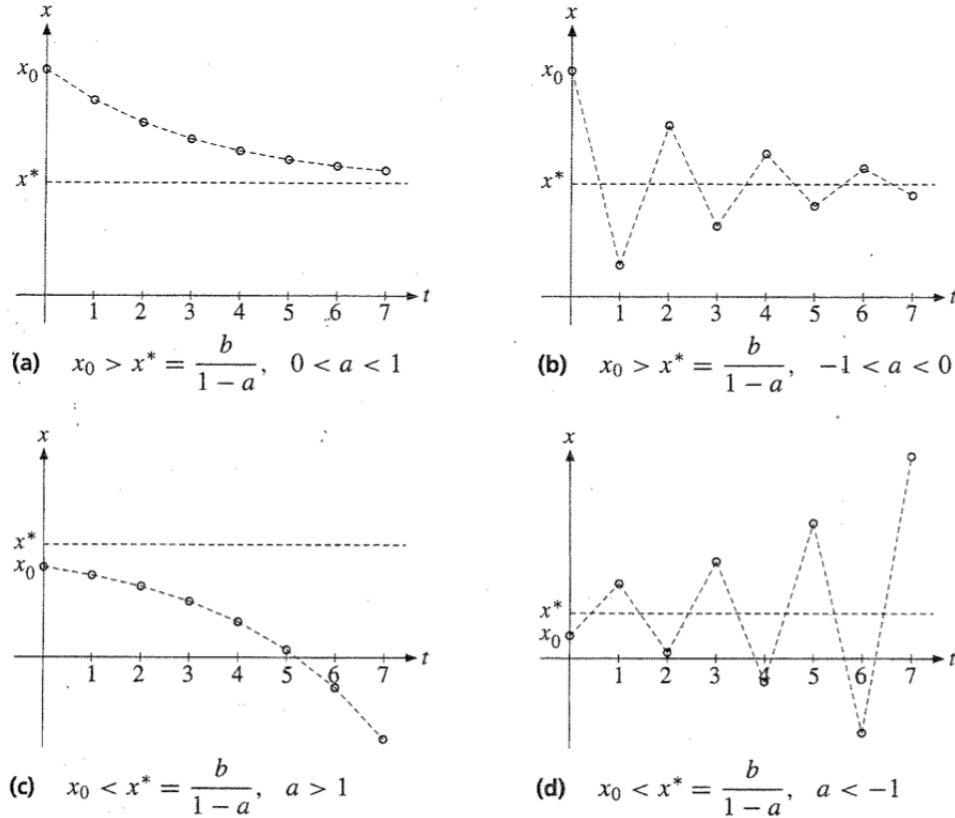 x
x₀
x*
1 2 3 4 5 6 7 t
(a) x₀ > x* = b/(1 − a), 0 < a < 1
x
x₀
x*
1 2 3 4 5 6 7 t
(b) x₀ > x* = b/(1 − a), −1 < a < 0
x
x*
x₀
1 2 3 4 5 6 7 t
(c) x₀ < x* = b/(1 − a), a > 1
x
x*
x₀
1 2 3 4 5 6 7 t
(d) x₀ < x* = b/(1 − a), a < −1